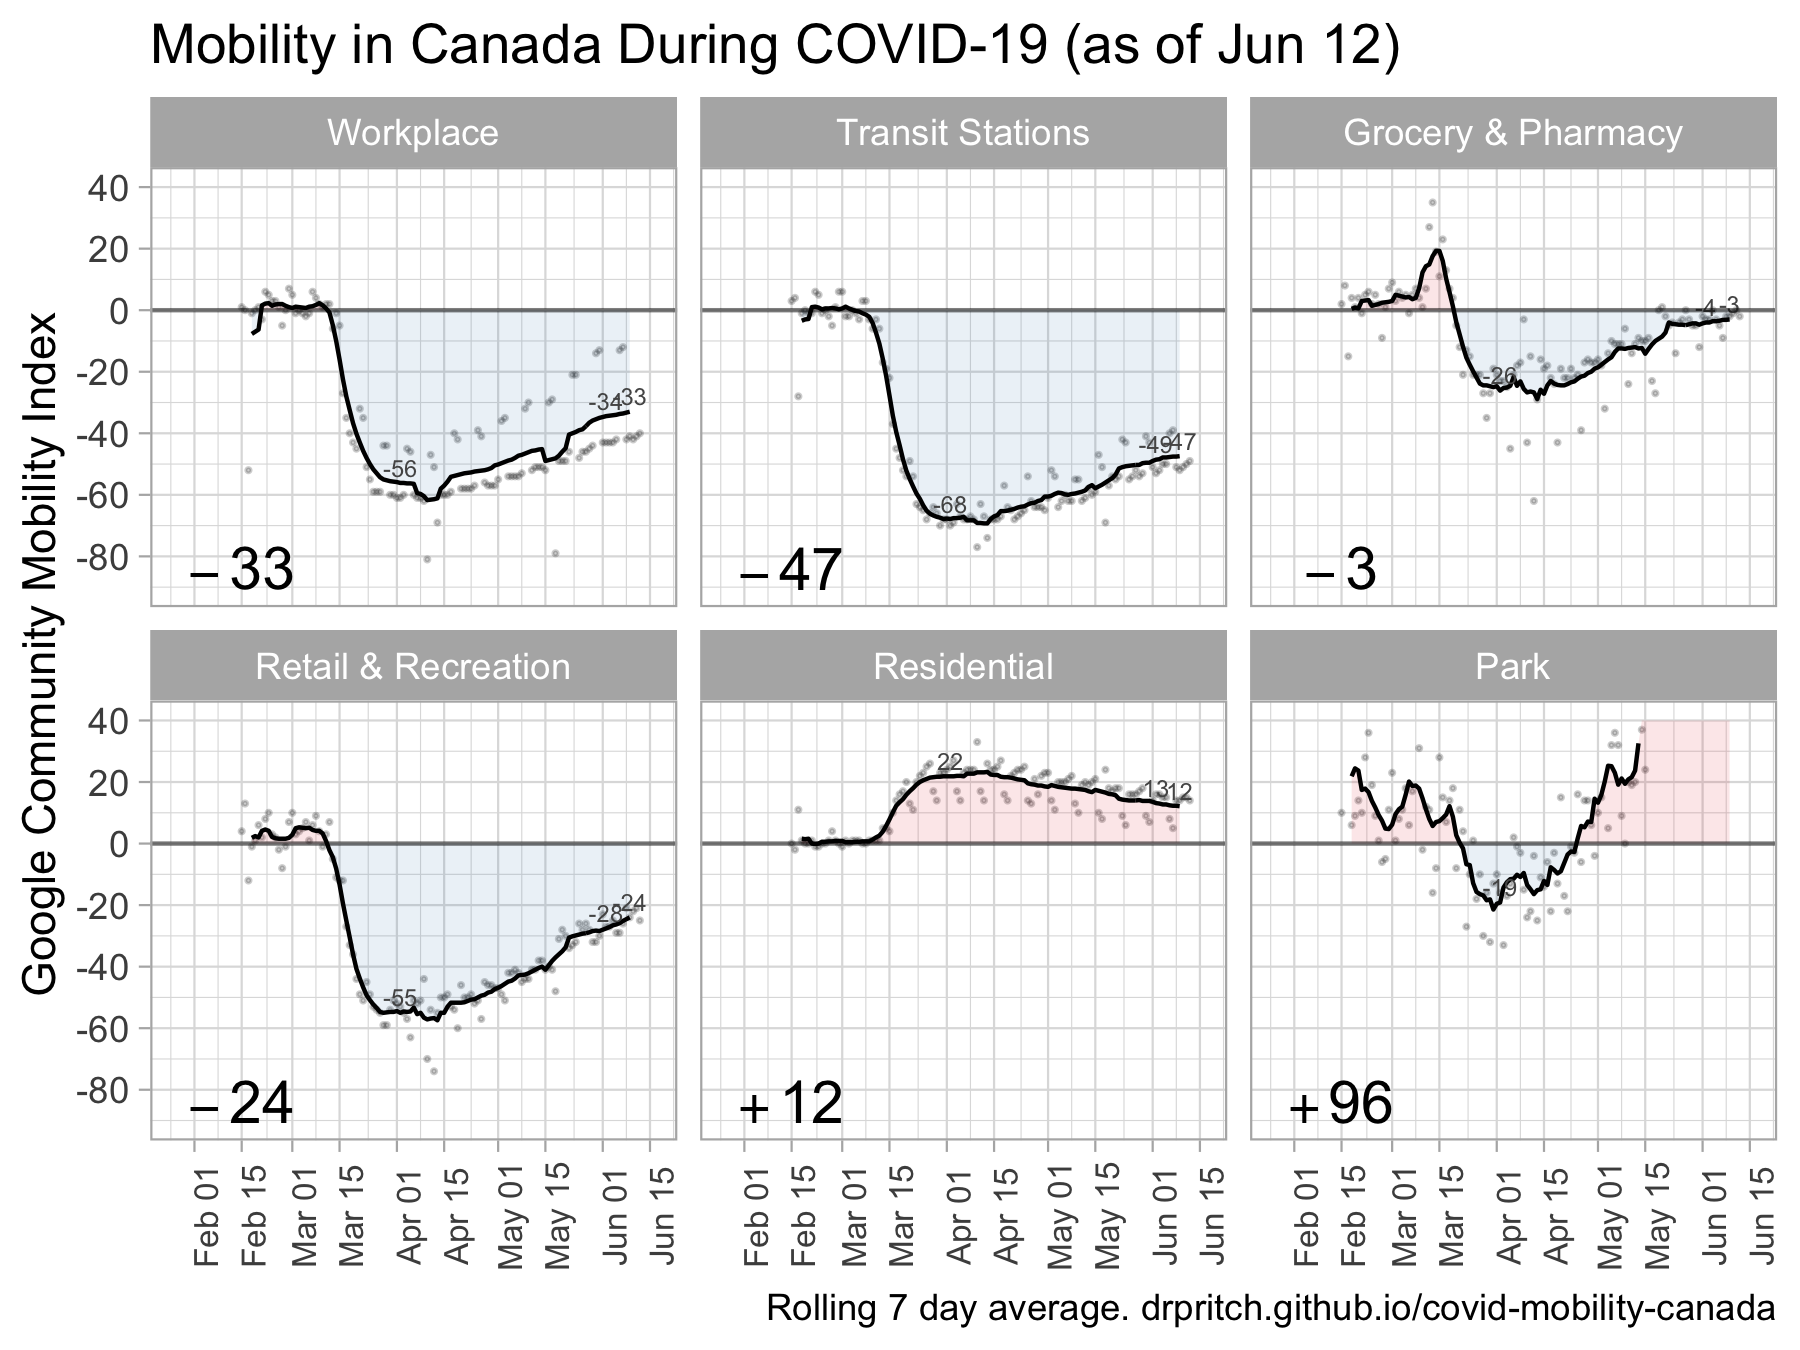 Mobility in Canada During COVID-19 (as of Jun 12)
Google Community Mobility Index
Workplace
Transit Stations
Grocery & Pharmacy
40
20
0
-20
-40
-60
-80
-56
-34
-33
-33
-68
-49
-47
-47
-26
-4
-3
-3
Retail & Recreation
Residential
Park
40
20
0
-20
-40
-60
-80
-55
-28
-24
-24
22
13
12
+12
-19
+96
Feb 01
Feb 15
Mar 01
Mar 15
Apr 01
Apr 15
May 01
May 15
Jun 01
Jun 15
Feb 01
Feb 15
Mar 01
Mar 15
Apr 01
Apr 15
May 01
May 15
Jun 01
Jun 15
Feb 01
Feb 15
Mar 01
Mar 15
Apr 01
Apr 15
May 01
May 15
Jun 01
Jun 15
Rolling 7 day average. drpritch.github.io/covid-mobility-canada